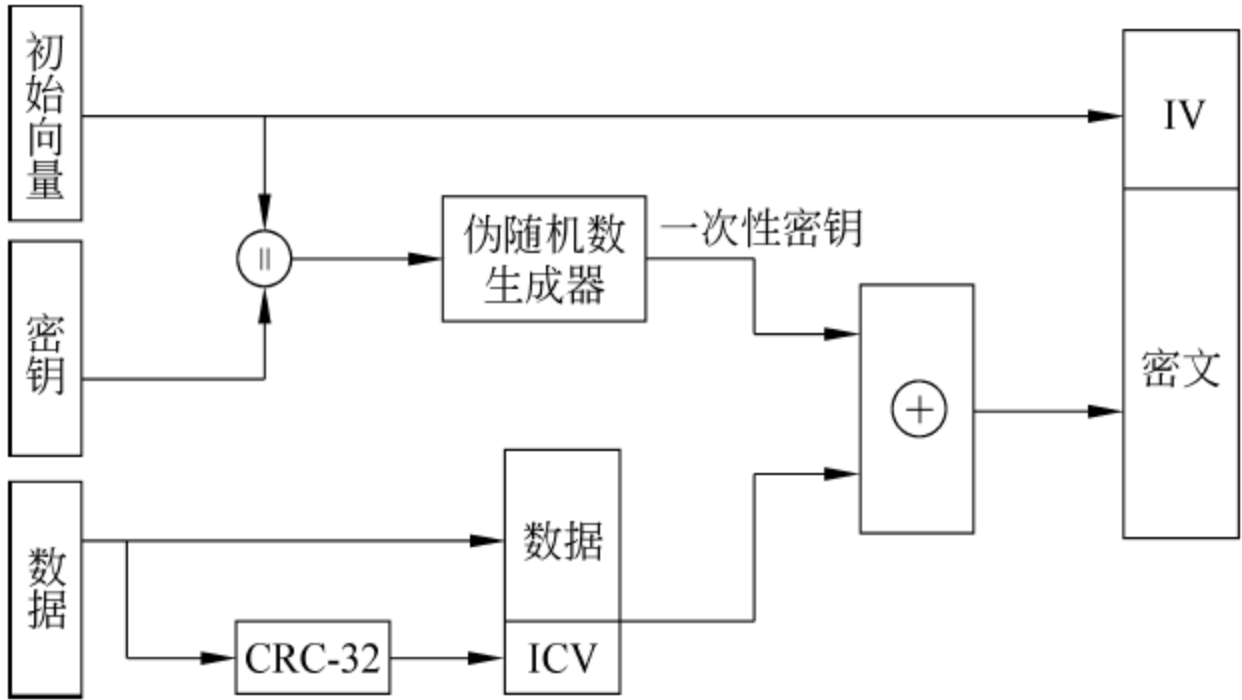 初始向量
IV
密钥
||
伪随机数
生成器
一次性密钥
密文
数据
数据
CRC-32
ICV